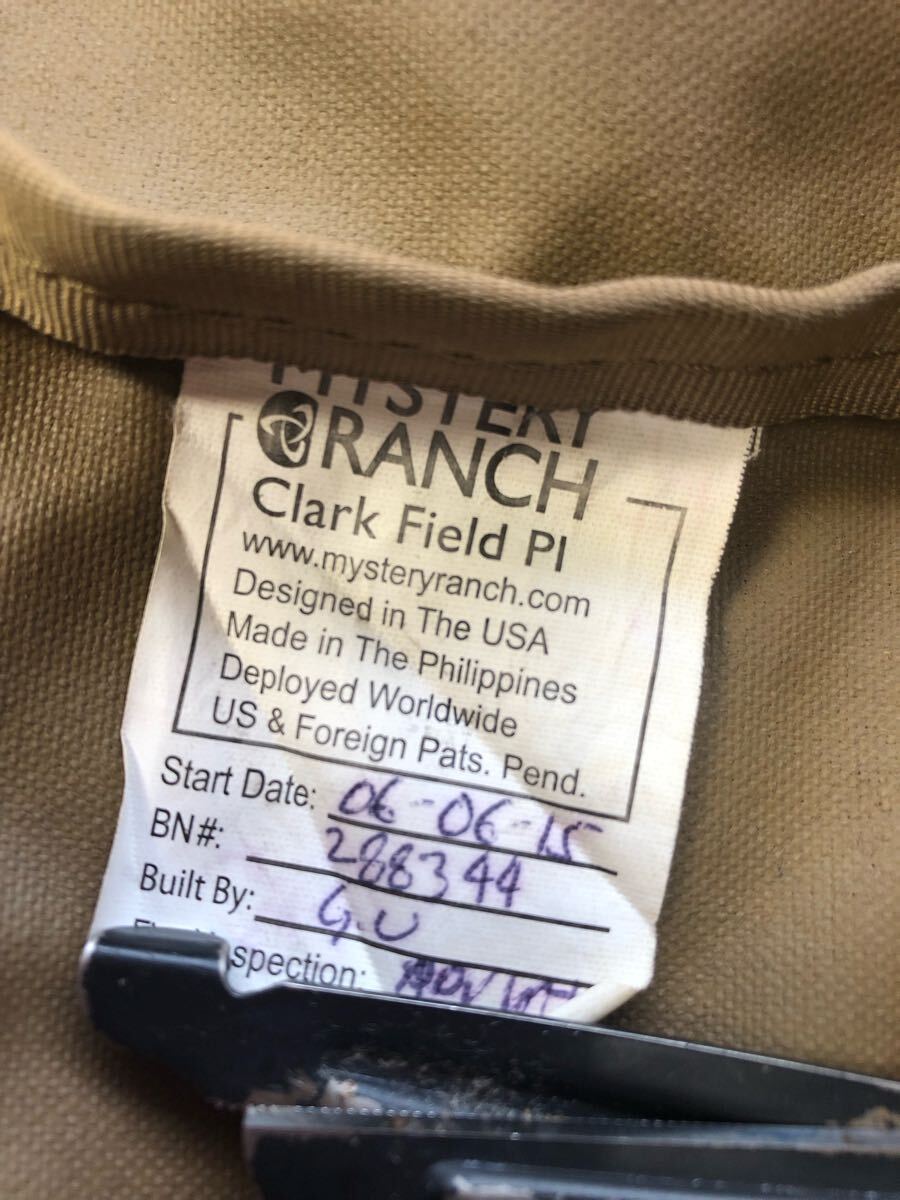 MYSTERY
RANCH
Clark Field PI
www.mysteryranch.com
Designed in The USA
Made in The Philippines
Deployed Worldwide
US & Foreign Pats. Pend.
Start Date: 06-06-15
BN#: 288344
Built By: G.U